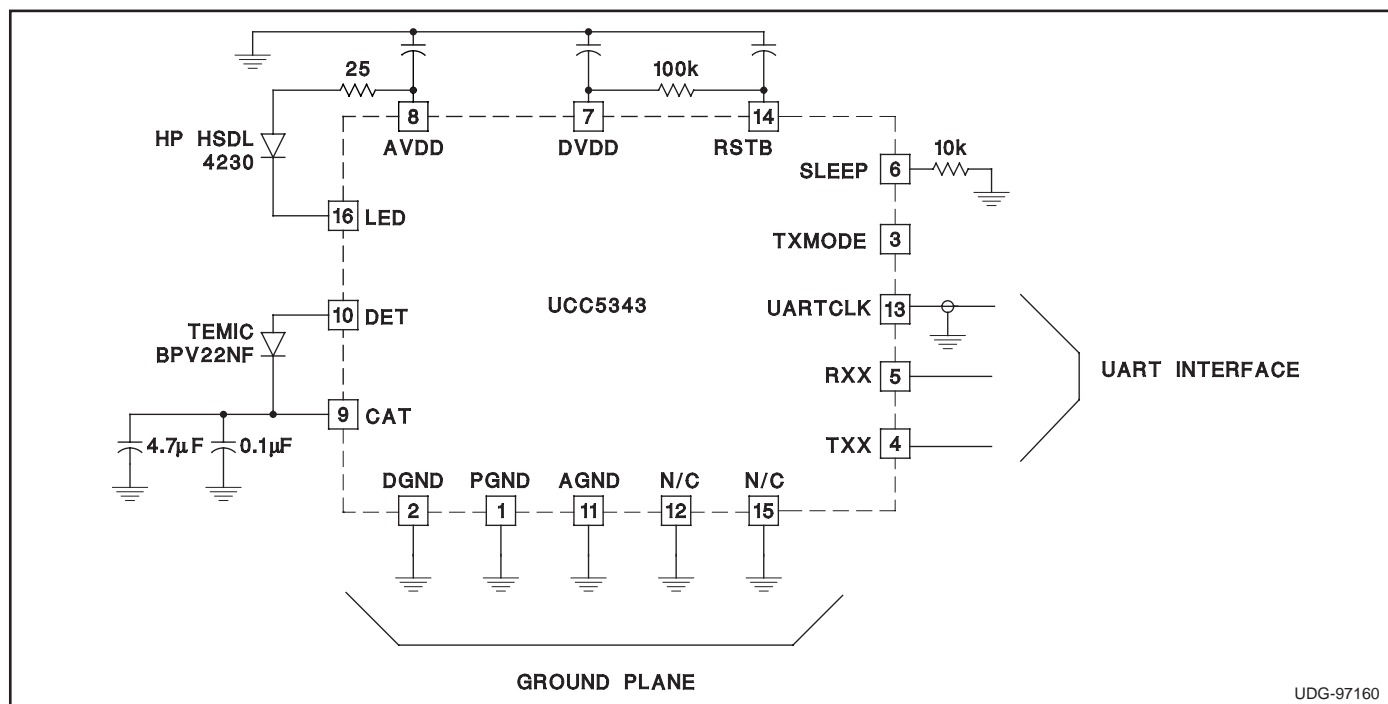 25
100k
8
7
14
HP HSDL
4230
AVDD
DVDD
RSTB
10k
SLEEP
6
16
LED
TXMODE
3
UCC5343
UARTCLK
13
10
DET
TEMIC
BPV22NF
RXX
5
UART INTERFACE
9
CAT
4.7µF
0.1µF
TXX
4
DGND
PGND
AGND
N/C
N/C
2
1
11
12
15
GROUND PLANE
UDG-97160